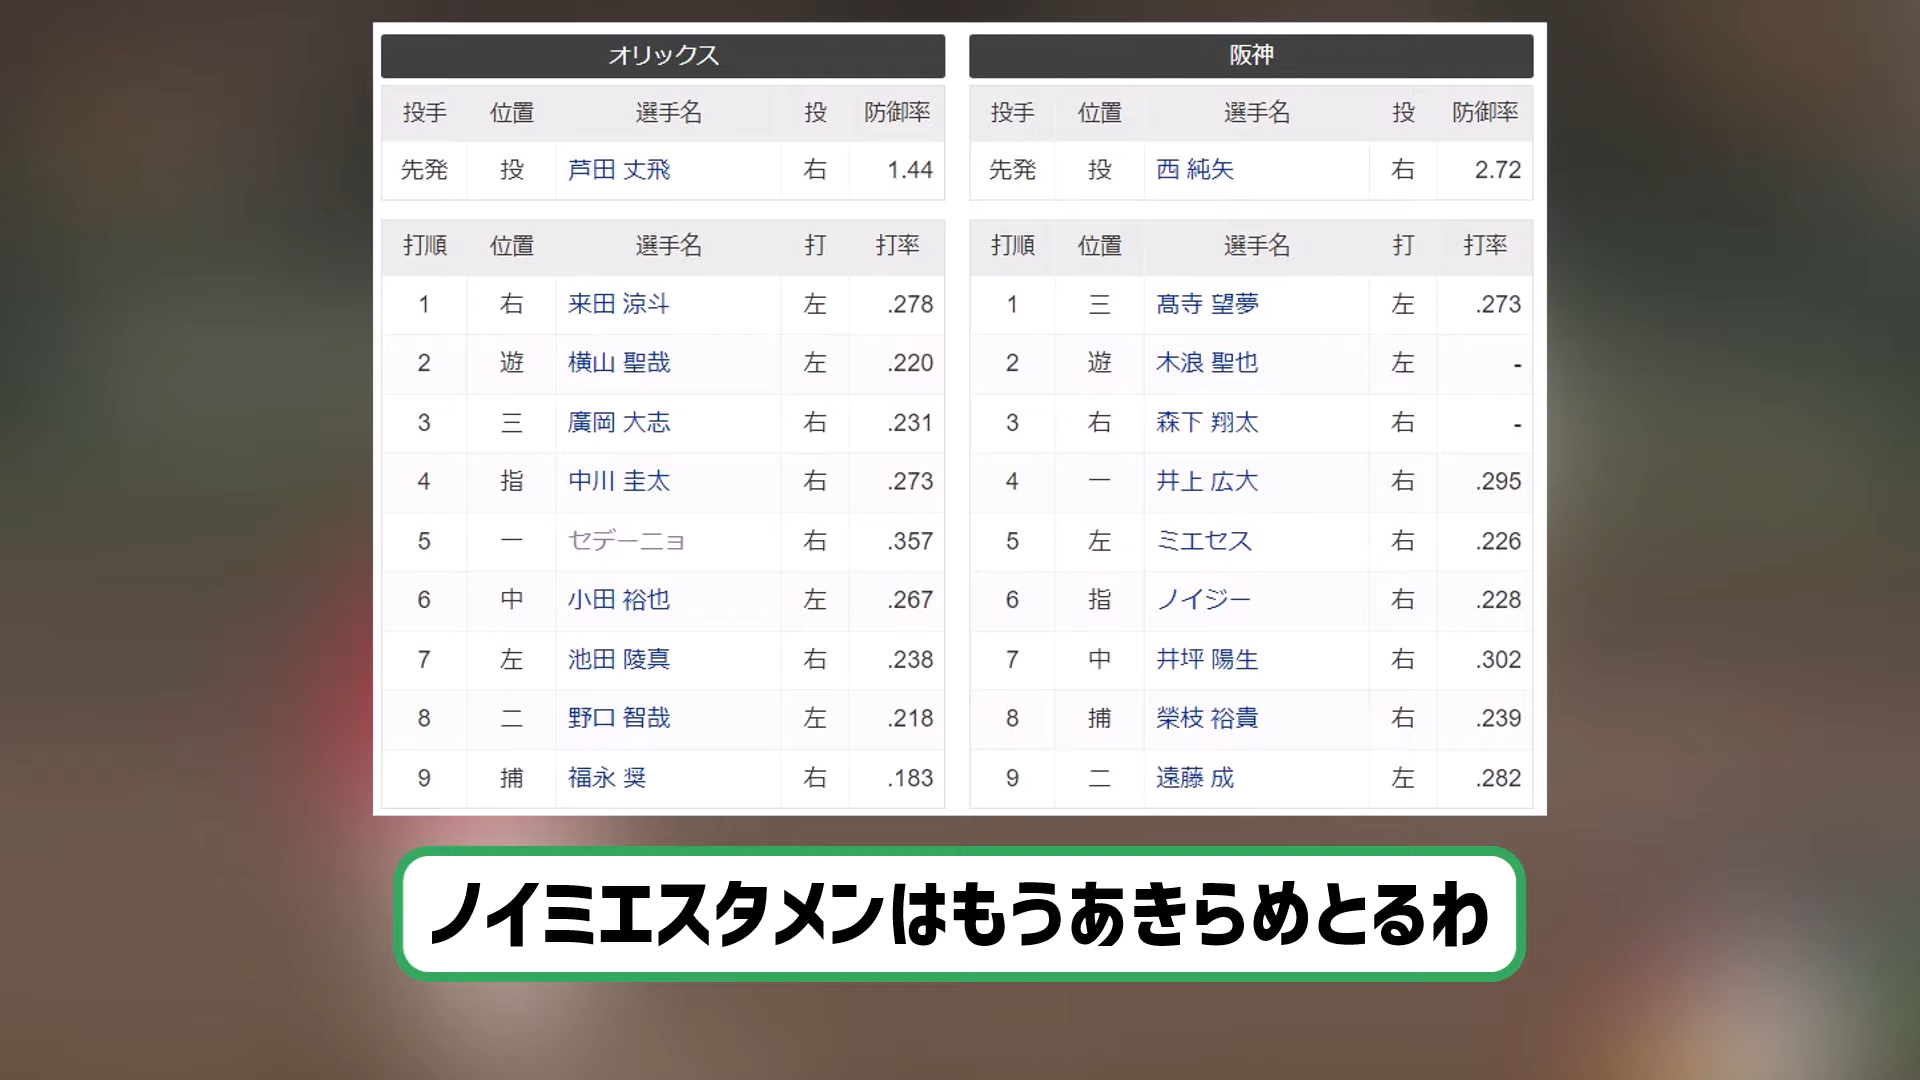 オリックス
投手 位置 選手名 投 防御率
先発 投 芦田 丈飛 右 1.44
打順 位置 選手名 打 打率
1 右 来田 涼斗 左 .278
2 遊 横山 聖哉 左 .220
3 三 廣岡 大志 右 .231
4 指 中川 圭太 右 .273
5 一 セデーニョ 右 .357
6 中 小田 裕也 左 .267
7 左 池田 陵真 右 .238
8 二 野口 智哉 左 .218
9 捕 福永 奨 右 .183
阪神
投手 位置 選手名 投 防御率
先発 投 西 純矢 右 2.72
打順 位置 選手名 打 打率
1 三 髙寺 望夢 左 .273
2 遊 木浪 聖也 左 -
3 右 森下 翔太 右 -
4 一 井上 広大 右 .295
5 左 ミエセス 右 .226
6 指 ノイジー 右 .228
7 中 井坪 陽生 右 .302
8 捕 榮枝 裕貴 右 .239
9 二 遠藤 成 左 .282
ノイミエスタメンはもうあきらめとるわ